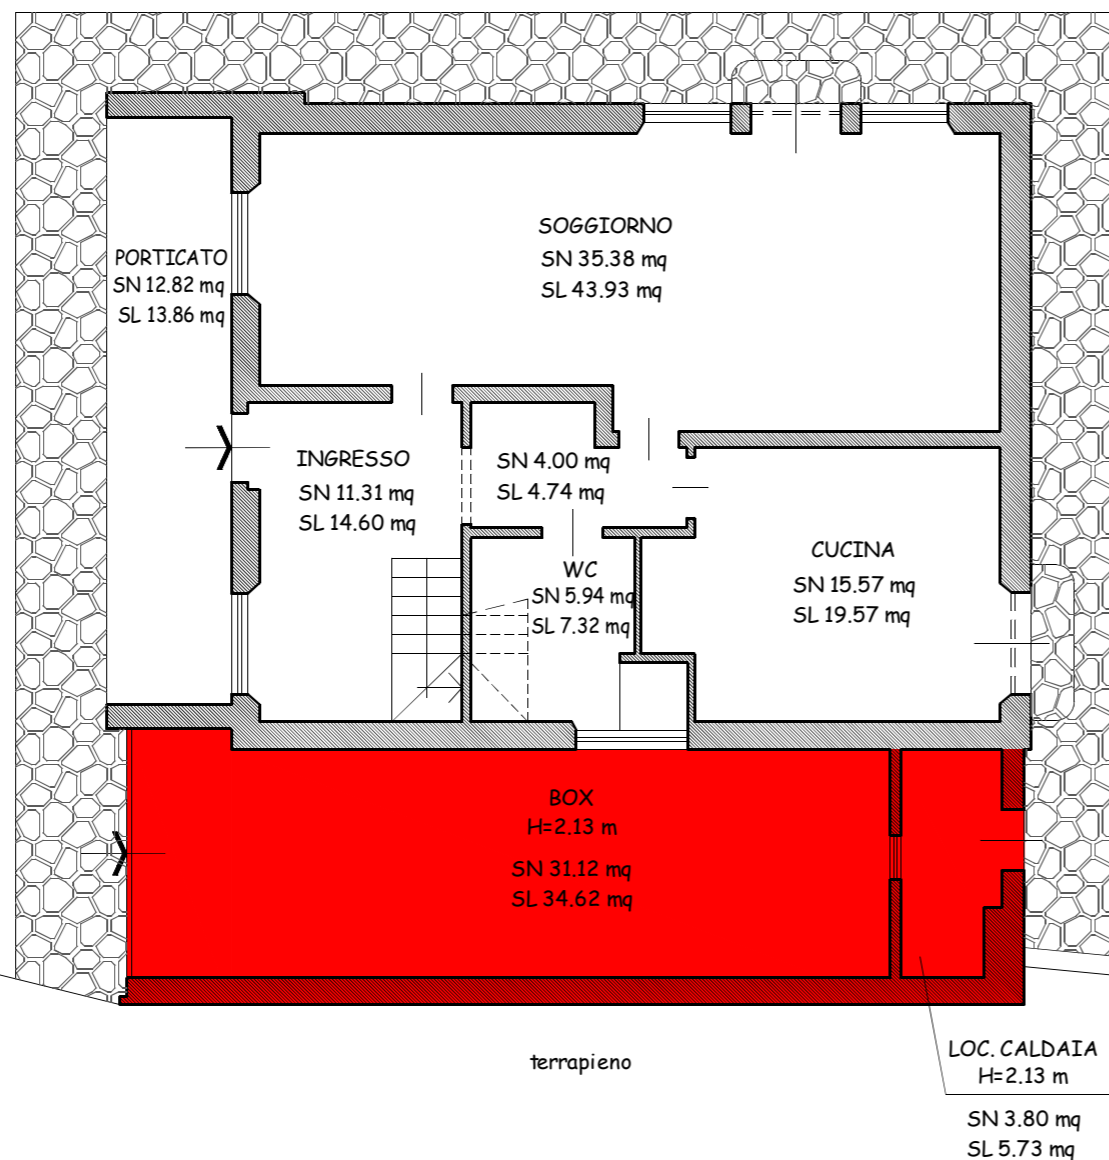 SOGGIORNO
SN 35.38 mq
SL 43.93 mq
PORTICATO
SN 12.82 mq
SL 13.86 mq
INGRESSO
SN 11.31 mq
SL 14.60 mq
SN 4.00 mq
SL 4.74 mq
WC
SN 5.94 mq
SL 7.32 mq
CUCINA
SN 15.57 mq
SL 19.57 mq
BOX
H=2.13 m
SN 31.12 mq
SL 34.62 mq
terrapieno
LOC. CALDAIA
H=2.13 m
SN 3.80 mq
SL 5.73 mq